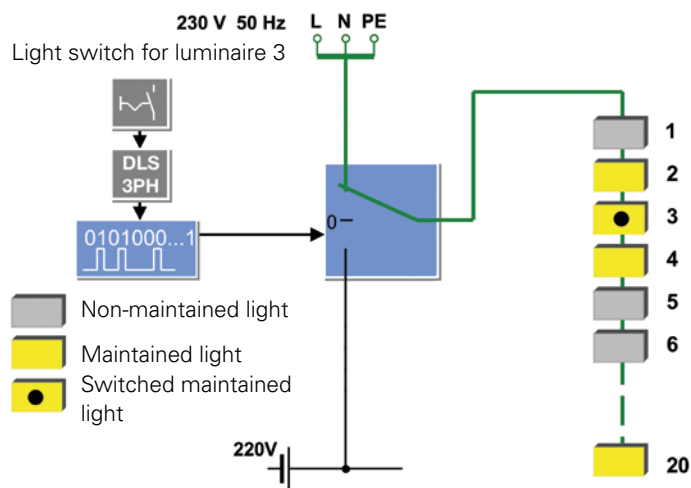 230 V 50 Hz L N PE
Light switch for luminaire 3
DLS
3PH
0101000...1
0
1
2
3
4
5
6
20
Non-maintained light
Maintained light
Switched maintained
light
220V